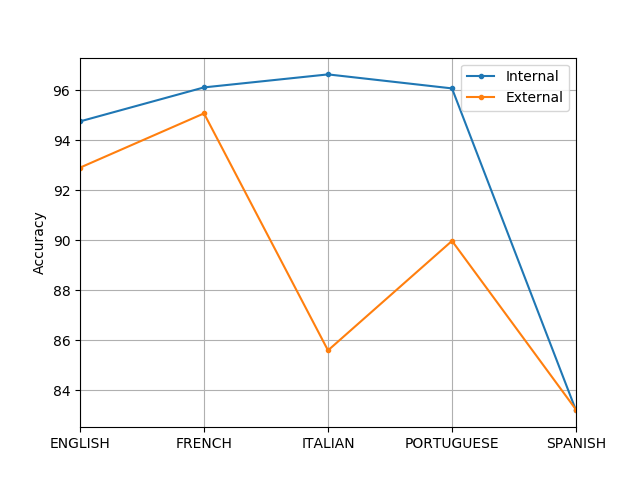 Internal
External
96
94
92
90
88
86
84
Accuracy
ENGLISH FRENCH ITALIAN PORTUGUESE SPANISH